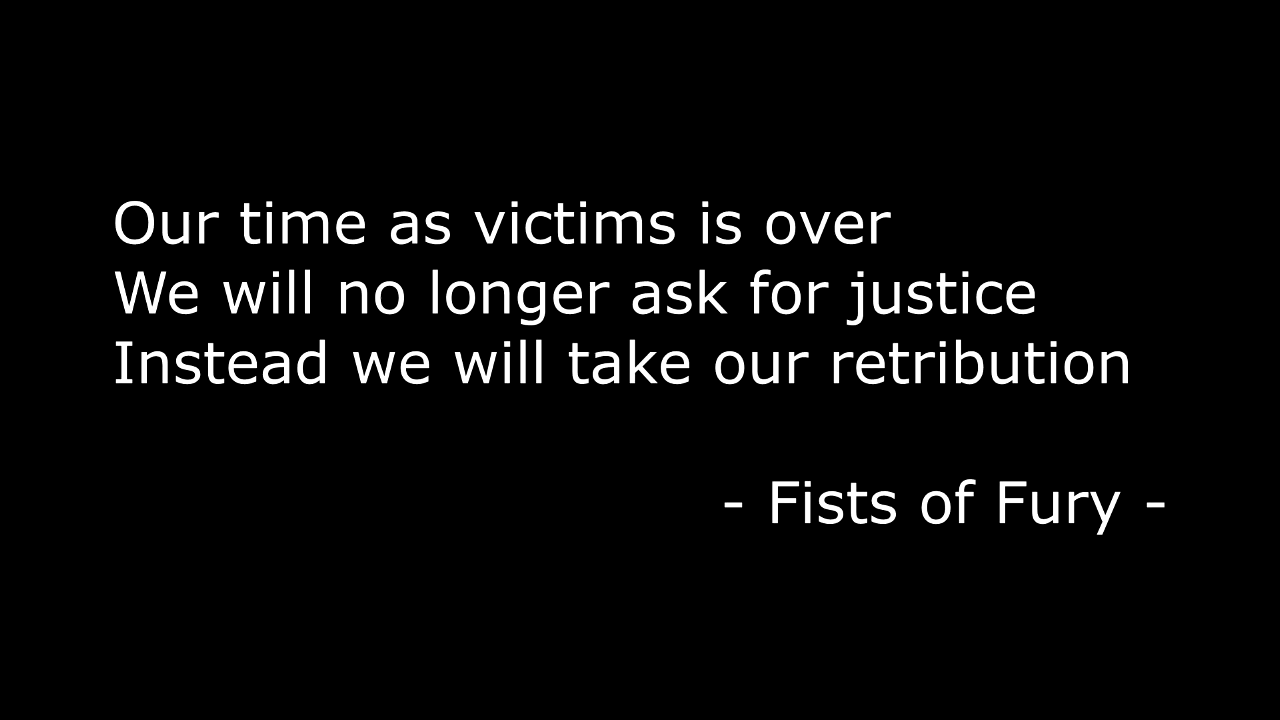 Our time as victims is over
We will no longer ask for justice
Instead we will take our retribution
- Fists of Fury -